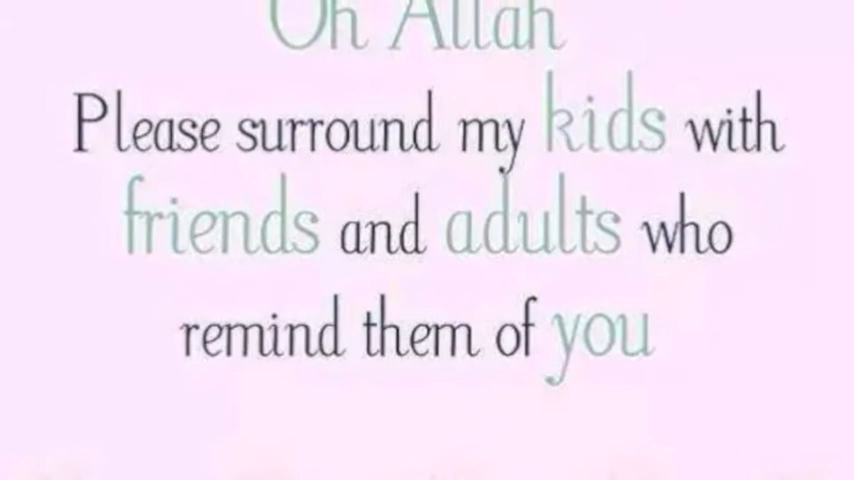 Oh Allah
Please surround my kids with
friends and adults who
remind them of you